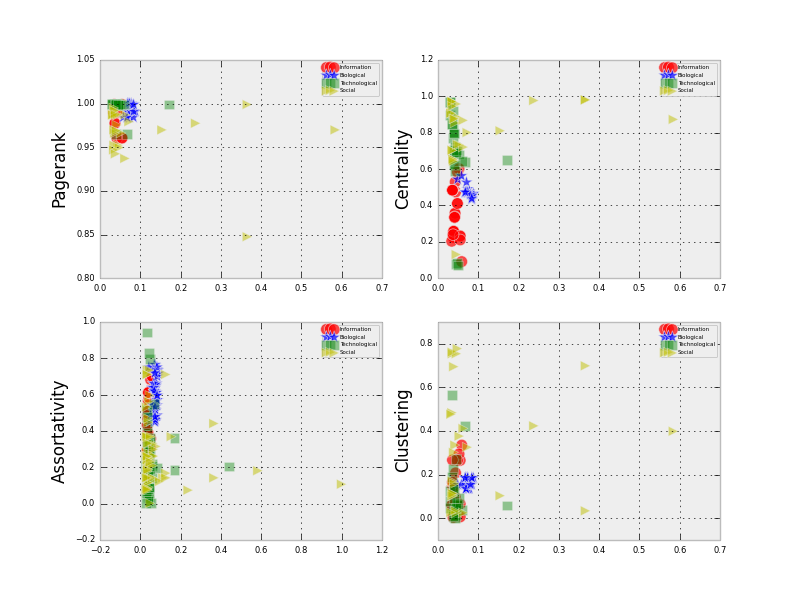 Pagerank
1.05
1.00
0.95
0.90
0.85
0.80
0.0 0.1 0.2 0.3 0.4 0.5 0.6 0.7
Information
Biological
Technological
Social
Centrality
1.2
1.0
0.8
0.6
0.4
0.2
0.0
0.0 0.1 0.2 0.3 0.4 0.5 0.6 0.7
Information
Biological
Technological
Social
Assortativity
1.0
0.8
0.6
0.4
0.2
0.0
−0.2
−0.2 0.0 0.2 0.4 0.6 0.8 1.0 1.2
Information
Biological
Technological
Social
Clustering
0.8
0.6
0.4
0.2
0.0
0.0 0.1 0.2 0.3 0.4 0.5 0.6 0.7
Information
Biological
Technological
Social